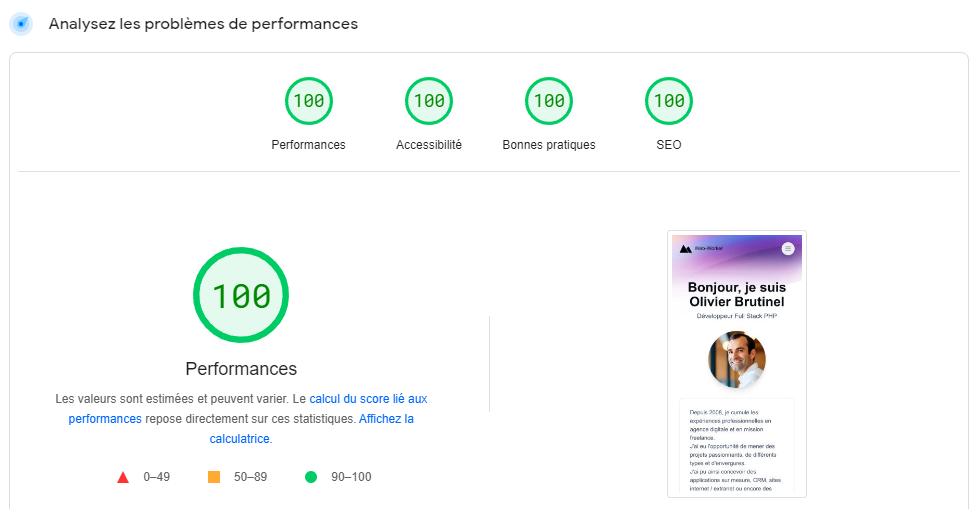 Analysez les problèmes de performances
100
100
100
100
Performances
Accessibilité
Bonnes pratiques
SEO
100
Performances
Les valeurs sont estimées et peuvent varier. Le calcul du score lié aux
performances repose directement sur ces statistiques. Affichez la
calculatrice.
0–49
50–89
90–100
Web-Worker
Bonjour, je suis
Olivier Brutinel
Développeur Full Stack PHP
Depuis 2008, je cumule les
expériences professionnelles en
agence digitale et en mission
freelance.
J'ai eu l'opportunité de mener des
projets passionnants, de différents
types et d'envergures.
J'ai pu ainsi concevoir des
applications sur mesure, CRM, sites
internet / extranet ou encore des